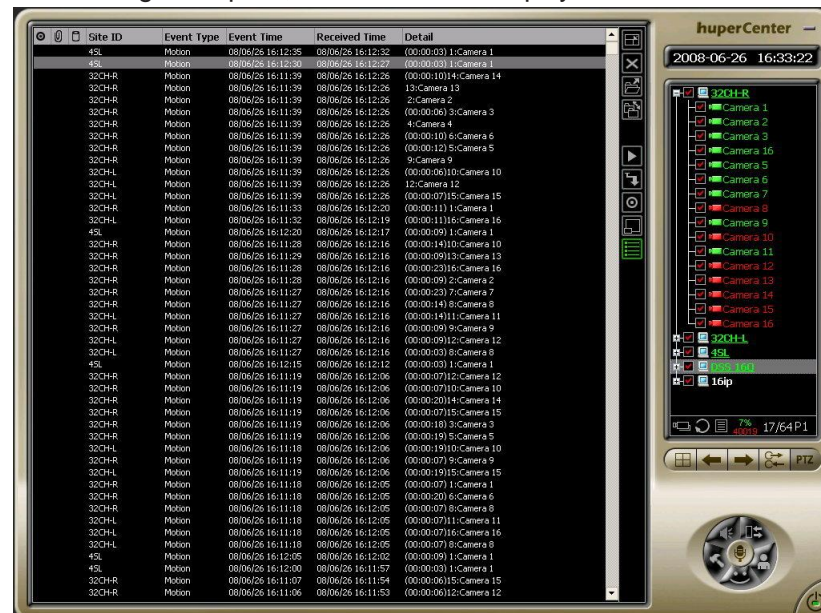 huperCenter
2008-06-26 16:33:22
Site ID Event Type Event Time Received Time Detail
4SL Motion 08/06/26 16:12:35 08/06/26 16:12:32 (00:00:03) 1:Camera 1
4SL Motion 08/06/26 16:12:30 08/06/26 16:12:27 (00:00:03) 1:Camera 1
32CH-R Motion 08/06/26 16:11:39 08/06/26 16:12:26 (00:00:10)14:Camera 14
32CH-R Motion 08/06/26 16:11:39 08/06/26 16:12:26 13:Camera 13
32CH-R Motion 08/06/26 16:11:39 08/06/26 16:12:26 2:Camera 2
32CH-R Motion 08/06/26 16:11:39 08/06/26 16:12:26 (00:00:06) 3:Camera 3
32CH-R Motion 08/06/26 16:11:39 08/06/26 16:12:26 4:Camera 4
32CH-R Motion 08/06/26 16:11:39 08/06/26 16:12:26 (00:00:10) 6:Camera 6
32CH-R Motion 08/06/26 16:11:39 08/06/26 16:12:26 (00:00:12) 5:Camera 5
32CH-L Motion 08/06/26 16:11:39 08/06/26 16:12:26 9:Camera 9
32CH-L Motion 08/06/26 16:11:39 08/06/26 16:12:26 (00:00:06)10:Camera 10
32CH-L Motion 08/06/26 16:11:39 08/06/26 16:12:26 12:Camera 12
32CH-L Motion 08/06/26 16:11:39 08/06/26 16:12:26 (00:00:07)15:Camera 15
32CH-R Motion 08/06/26 16:11:33 08/06/26 16:12:20 (00:00:11) 1:Camera 1
32CH-L Motion 08/06/26 16:11:32 08/06/26 16:12:19 (00:00:11)16:Camera 16
4SL Motion 08/06/26 16:12:20 08/06/26 16:12:17 (00:00:09) 1:Camera 1
32CH-R Motion 08/06/26 16:11:28 08/06/26 16:12:16 (00:00:14)10:Camera 10
32CH-R Motion 08/06/26 16:11:29 08/06/26 16:12:16 (00:00:09)13:Camera 13
32CH-R Motion 08/06/26 16:11:28 08/06/26 16:12:16 (00:00:23)16:Camera 16
32CH-R Motion 08/06/26 16:11:28 08/06/26 16:12:16 (00:00:09) 2:Camera 2
32CH-R Motion 08/06/26 16:11:27 08/06/26 16:12:16 (00:00:23) 7:Camera 7
32CH-R Motion 08/06/26 16:11:27 08/06/26 16:12:16 (00:00:14) 8:Camera 8
32CH-L Motion 08/06/26 16:11:27 08/06/26 16:12:16 (00:00:14)11:Camera 11
32CH-L Motion 08/06/26 16:11:27 08/06/26 16:12:16 (00:00:09) 9:Camera 9
32CH-L Motion 08/06/26 16:11:27 08/06/26 16:12:16 (00:00:09)12:Camera 12
32CH-L Motion 08/06/26 16:11:27 08/06/26 16:12:16 (00:00:03) 8:Camera 8
4SL Motion 08/06/26 16:12:15 08/06/26 16:12:12 (00:00:03) 1:Camera 1
32CH-R Motion 08/06/26 16:11:19 08/06/26 16:12:06 (00:00:07)12:Camera 12
32CH-R Motion 08/06/26 16:11:19 08/06/26 16:12:06 (00:00:07)10:Camera 10
32CH-R Motion 08/06/26 16:11:19 08/06/26 16:12:06 (00:00:20)14:Camera 14
32CH-R Motion 08/06/26 16:11:19 08/06/26 16:12:06 (00:00:07)15:Camera 15
32CH-R Motion 08/06/26 16:11:19 08/06/26 16:12:06 (00:00:18) 3:Camera 3
32CH-R Motion 08/06/26 16:11:19 08/06/26 16:12:06 (00:00:19) 5:Camera 5
32CH-L Motion 08/06/26 16:11:18 08/06/26 16:12:06 (00:00:19)10:Camera 10
32CH-R Motion 08/06/26 16:11:19 08/06/26 16:12:06 (00:00:07) 9:Camera 9
32CH-L Motion 08/06/26 16:11:19 08/06/26 16:12:06 (00:00:19)15:Camera 15
32CH-R Motion 08/06/26 16:11:18 08/06/26 16:12:05 (00:00:07) 1:Camera 1
32CH-R Motion 08/06/26 16:11:18 08/06/26 16:12:05 (00:00:20) 6:Camera 6
32CH-R Motion 08/06/26 16:11:18 08/06/26 16:12:05 (00:00:07) 8:Camera 8
32CH-L Motion 08/06/26 16:11:18 08/06/26 16:12:05 (00:00:07)11:Camera 11
32CH-L Motion 08/06/26 16:11:18 08/06/26 16:12:05 (00:00:07)16:Camera 16
32CH-L Motion 08/06/26 16:11:18 08/06/26 16:12:05 (00:00:07) 8:Camera 8
4SL Motion 08/06/26 16:12:05 08/06/26 16:12:02 (00:00:09) 1:Camera 1
4SL Motion 08/06/26 16:12:00 08/06/26 16:11:57 (00:00:03) 1:Camera 1
32CH-R Motion 08/06/26 16:11:07 08/06/26 16:11:54 (00:00:06)15:Camera 15
32CH-R Motion 08/06/26 16:11:06 08/06/26 16:11:53 (00:00:06)12:Camera 12
32CH-R
Camera 1
Camera 2
Camera 3
Camera 16
Camera 5
Camera 6
Camera 7
Camera 8
Camera 9
Camera 10
Camera 11
Camera 12
Camera 13
Camera 14
Camera 15
Camera 16
32CH-L
4SL
DSS 16Q
16ip
7%
40019 17/64 P1
PTZ